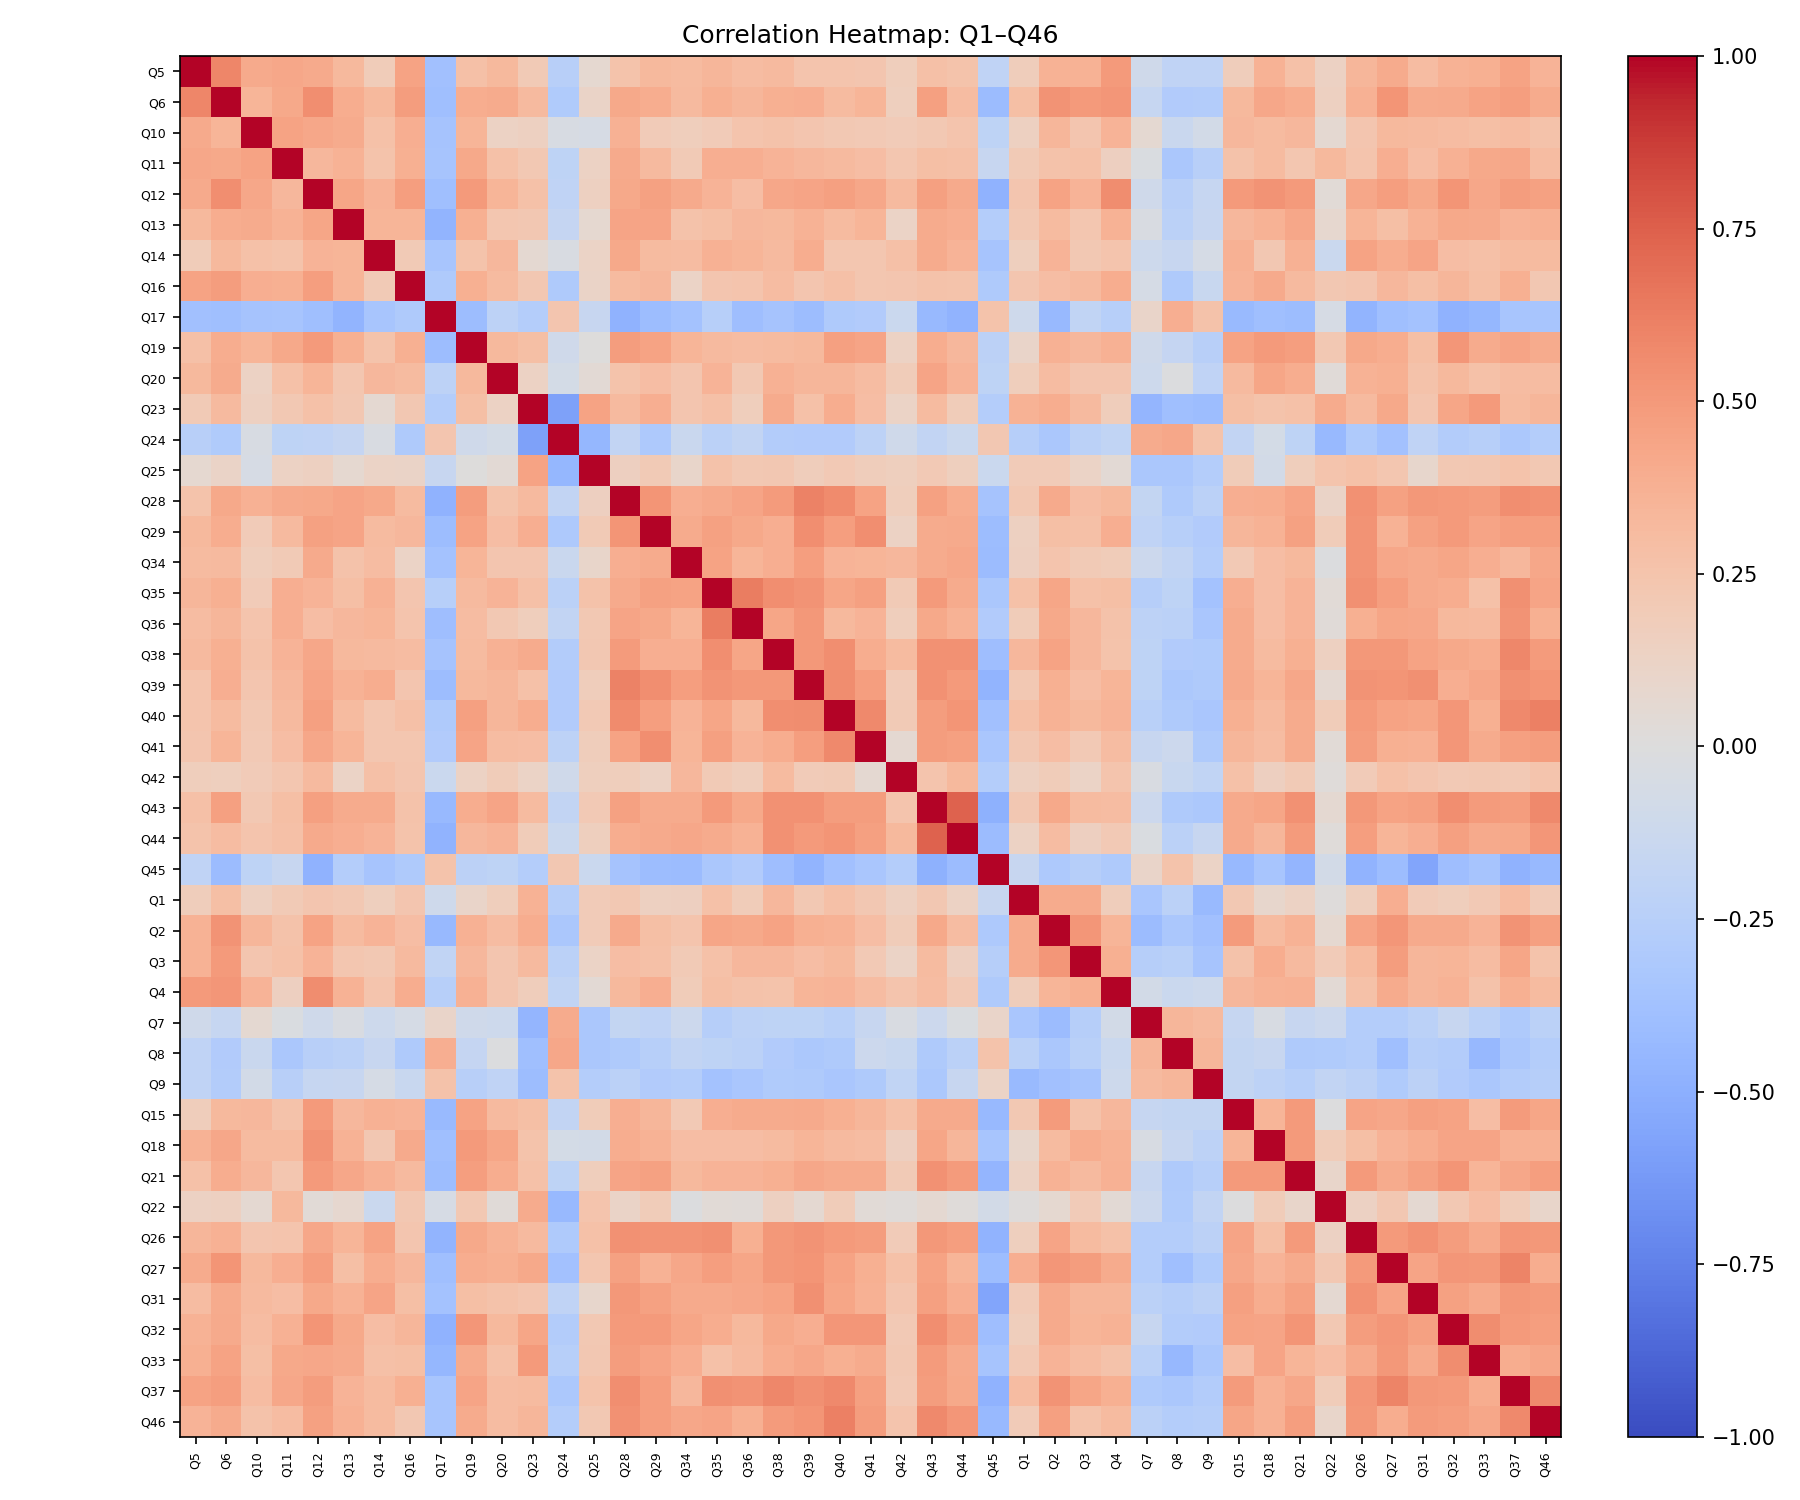 Correlation Heatmap: Q1–Q46
Q5
Q6
Q10
Q11
Q12
Q13
Q14
Q16
Q17
Q19
Q20
Q23
Q24
Q25
Q28
Q29
Q34
Q35
Q36
Q38
Q39
Q40
Q41
Q42
Q43
Q44
Q45
Q1
Q2
Q3
Q4
Q7
Q8
Q9
Q15
Q18
Q21
Q22
Q26
Q27
Q31
Q32
Q33
Q37
Q46
Q5 Q6 Q10 Q11 Q12 Q13 Q14 Q16 Q17 Q19 Q20 Q23 Q24 Q25 Q28 Q29 Q34 Q35 Q36 Q38 Q39 Q40 Q41 Q42 Q43 Q44 Q45 Q1 Q2 Q3 Q4 Q7 Q8 Q9 Q15 Q18 Q21 Q22 Q26 Q27 Q31 Q32 Q33 Q37 Q46
1.00
0.75
0.50
0.25
0.00
−0.25
−0.50
−0.75
−1.00